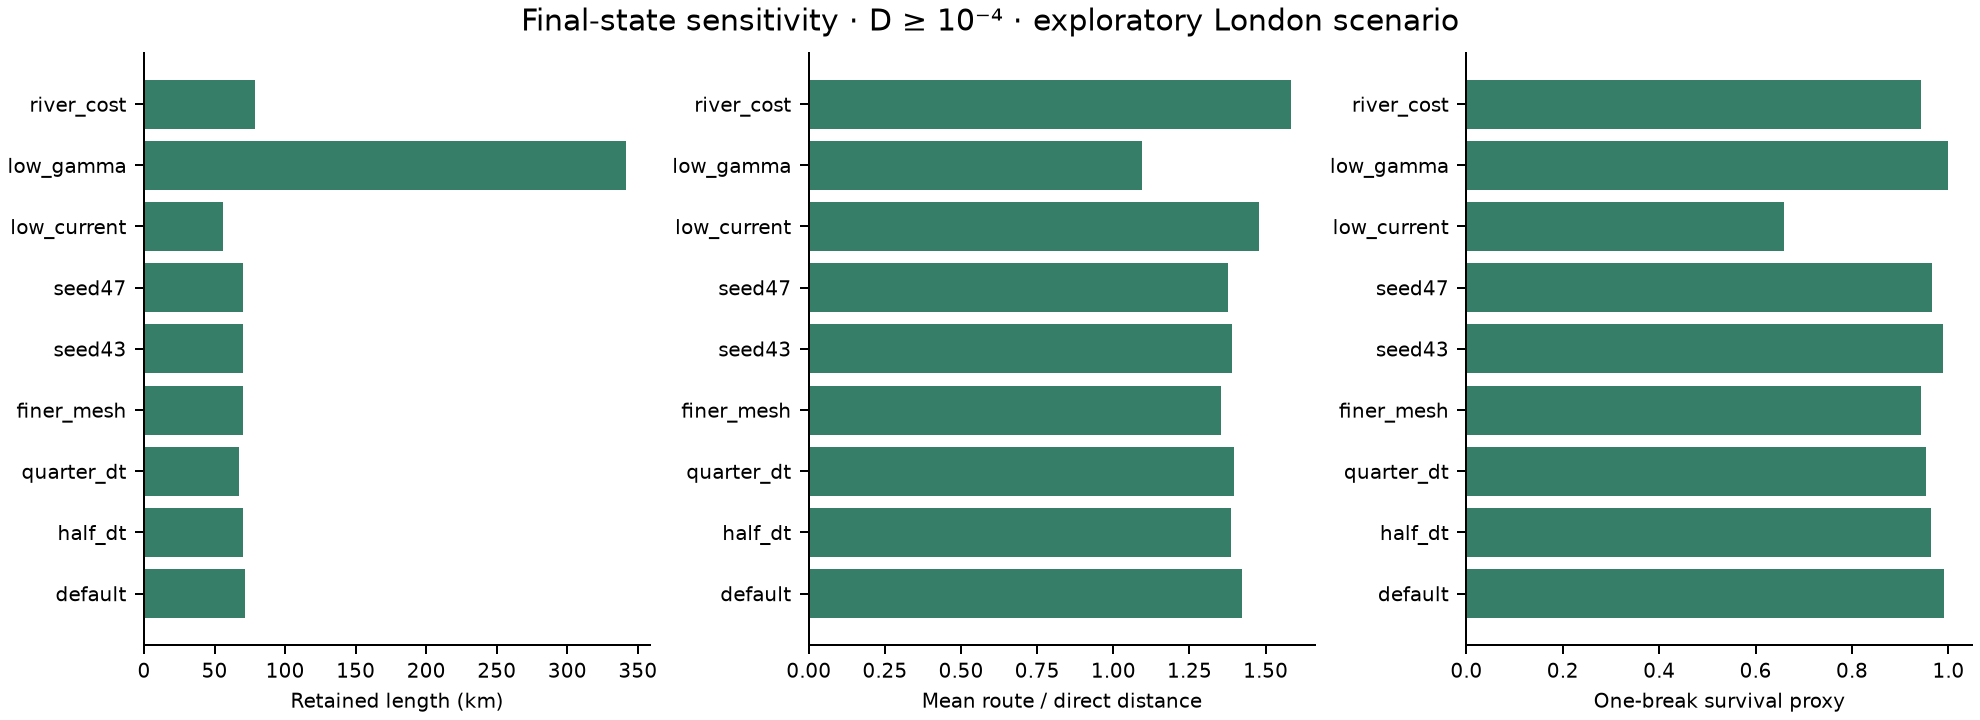 Final-state sensitivity · D ≥ 10⁻⁴ · exploratory London scenario
river_cost
low_gamma
low_current
seed47
seed43
finer_mesh
quarter_dt
half_dt
default
0 50 100 150 200 250 300 350
Retained length (km)
river_cost
low_gamma
low_current
seed47
seed43
finer_mesh
quarter_dt
half_dt
default
0.00 0.25 0.50 0.75 1.00 1.25 1.50
Mean route / direct distance
river_cost
low_gamma
low_current
seed47
seed43
finer_mesh
quarter_dt
half_dt
default
0.0 0.2 0.4 0.6 0.8 1.0
One-break survival proxy